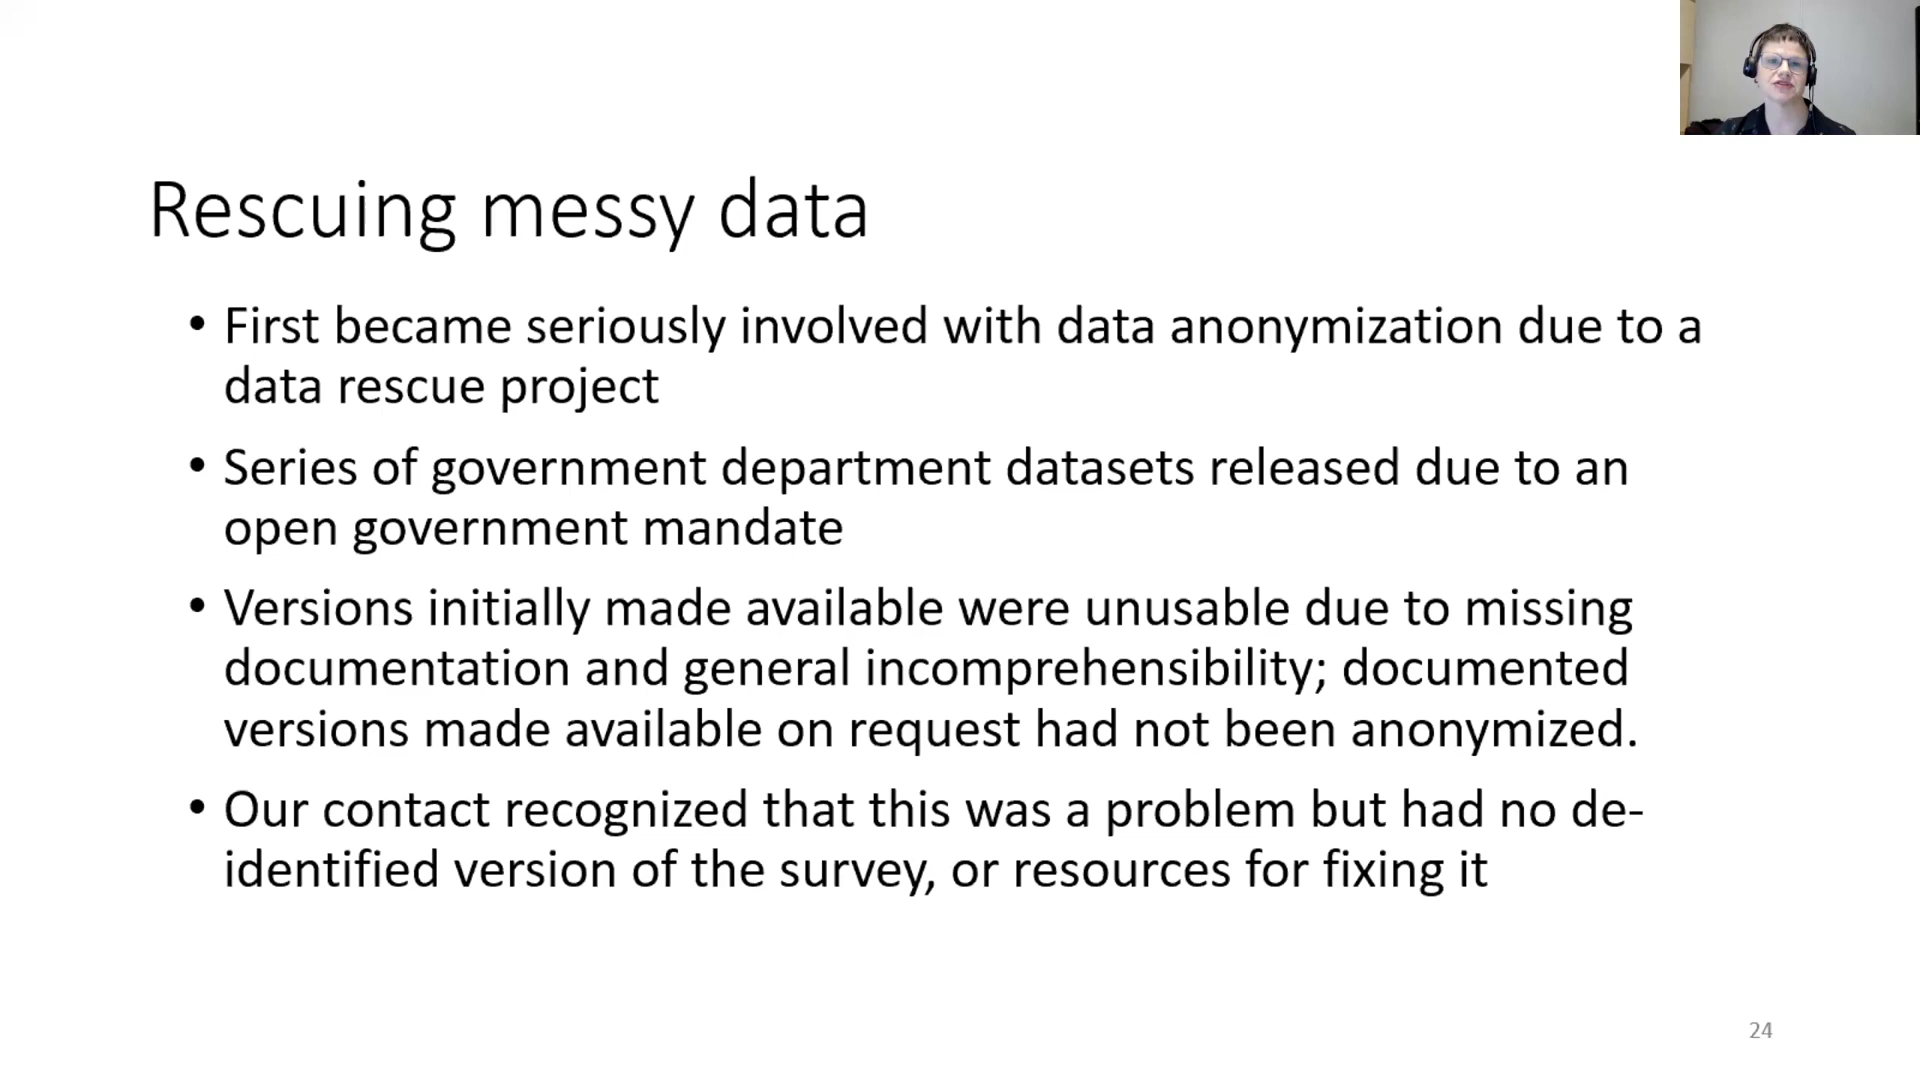 Rescuing messy data
• First became seriously involved with data anonymization due to a
data rescue project
• Series of government department datasets released due to an
open government mandate
• Versions initially made available were unusable due to missing
documentation and general incomprehensibility; documented
versions made available on request had not been anonymized.
• Our contact recognized that this was a problem but had no de-
identified version of the survey, or resources for fixing it
24